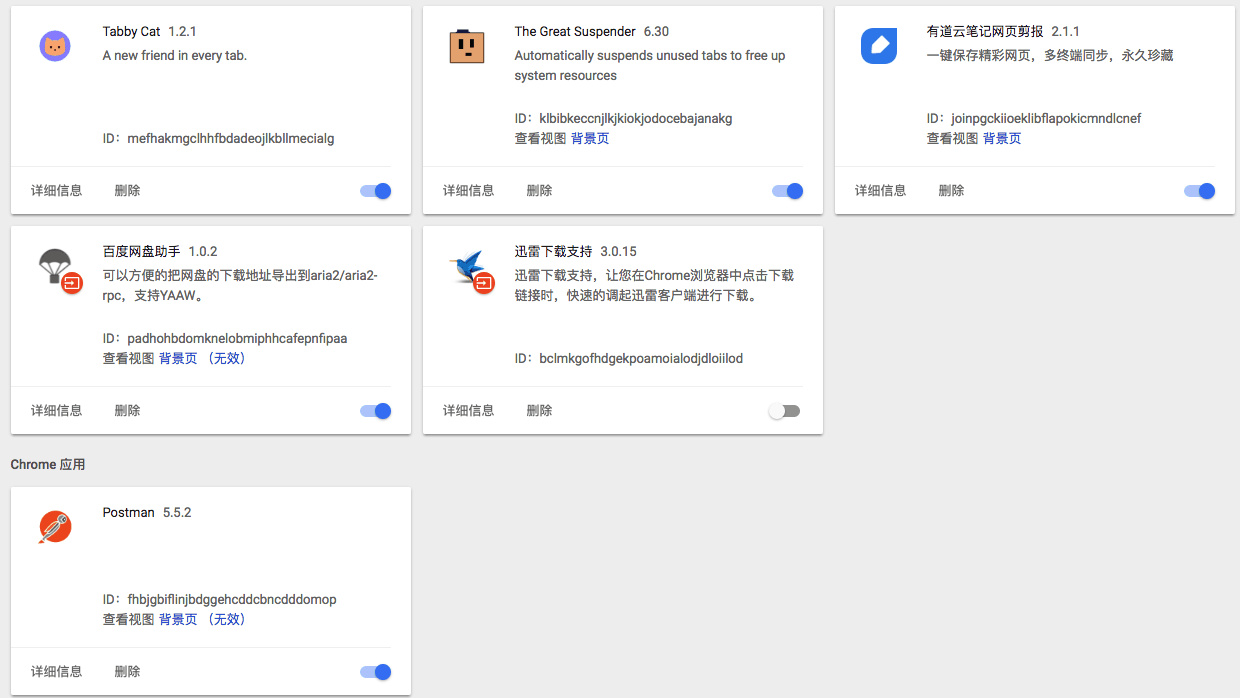 Tabby Cat 1.2.1
A new friend in every tab.
ID：mefhakmgclhhfbdadeojlkbllmecialg
详细信息 删除
The Great Suspender 6.30
Automatically suspends unused tabs to free up
system resources
ID：klbibkeccnjlkjkiokjodocebajanakg
查看视图 背景页
详细信息 删除
有道云笔记网页剪报 2.1.1
一键保存精彩网页，多终端同步，永久珍藏
ID：joinpgckiioeklibflapokicmndlcnef
查看视图 背景页
详细信息 删除
百度网盘助手 1.0.2
可以方便的把网盘的下载地址导出到aria2/aria2-
rpc，支持YAAW。
ID：padhohbdomknelobmiphhcafepnfipaa
查看视图 背景页 （无效）
详细信息 删除
迅雷下载支持 3.0.15
迅雷下载支持，让您在Chrome浏览器中点击下载
链接时，快速的调起迅雷客户端进行下载。
ID：bclmkgofhdgekpoamoialodjdloiilod
详细信息 删除
Chrome 应用
Postman 5.5.2
ID：fhbjgbiflinjbdggehcddcbncdddomop
查看视图 背景页 （无效）
详细信息 删除